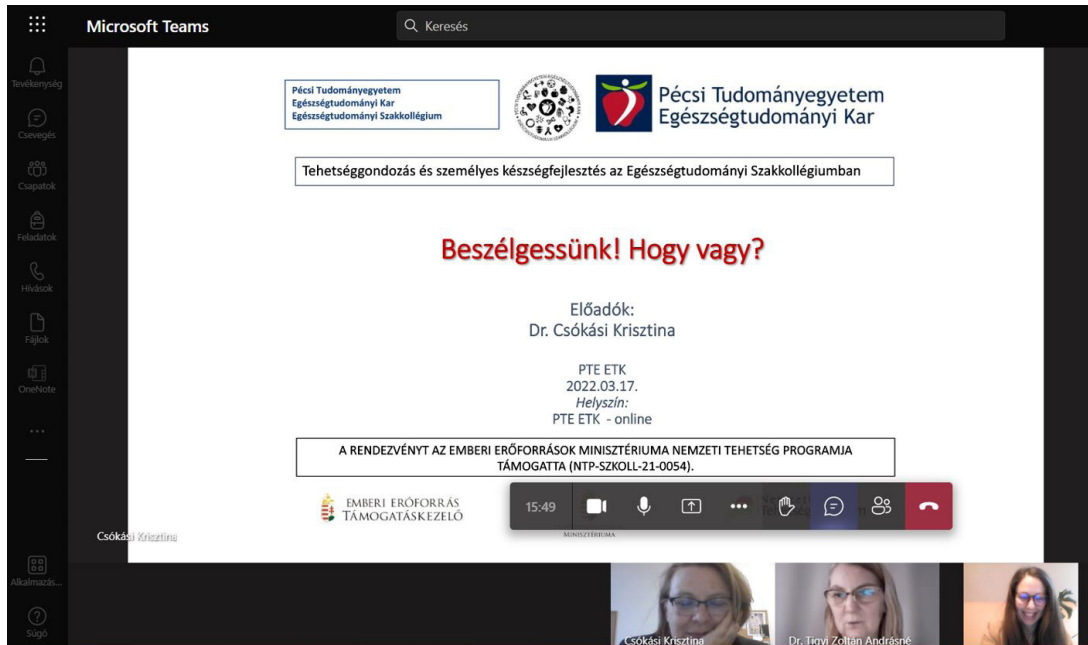 Microsoft Teams
Keresés
Tevékenység
Csevegés
Csapatok
Feladatok
Hívások
Fájlok
OneNote
Alkalmazás...
Súgó
Pécsi Tudományegyetem
Egészségtudományi Kar
Egészségtudományi Szakkollégium
Pécsi Tudományegyetem
Egészségtudományi Kar
Tehetséggondozás és személyes készségfejlesztés az Egészségtudományi Szakkollégiumban
Beszélgessünk! Hogy vagy?
Előadók:
Dr. Csókási Krisztina
PTE ETK
2022.03.17.
Helyszín:
PTE ETK - online
A RENDEZVÉNYT AZ EMBERI ERŐFORRÁSOK MINISZTÉRIUMA NEMZETI TEHETSÉG PROGRAMJA
TÁMOGATTA (NTP-SZKOLL-21-0054).
EMBERI ERŐFORRÁS
TÁMOGATÁSKEZELŐ
15:49
MINISZTÉRIUMA
Csókási Krisztina
Csókási Krisztina
Dr. Tigyi Zoltán Andrásné